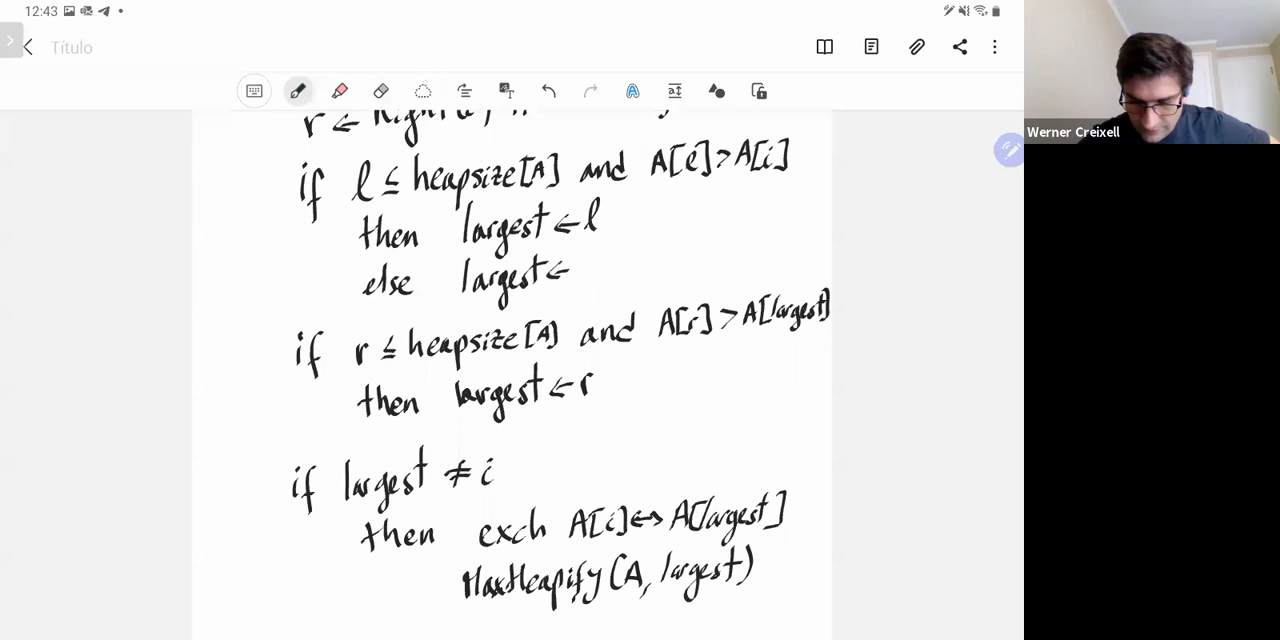 12:43
Título
Werner Creixell
r ←
if l ≤ heapsize[A] and A[l] > A[i]
then largest ← l
else largest ←
if r ≤ heapsize[A] and A[r] > A[largest]
then largest ← r
if largest ≠ i
then exch A[i] ↔ A[largest]
MaxHeapify (A, largest)